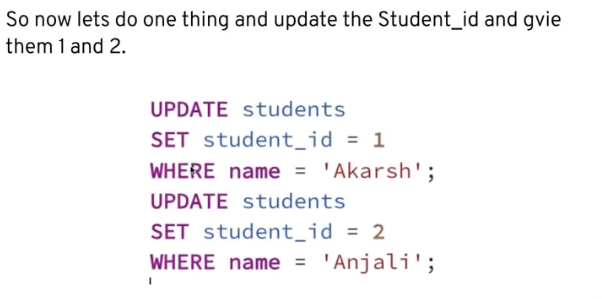 So now lets do one thing and update the Student_id and gvie
them 1 and 2.
UPDATE students
SET student_id = 1
WHERE name = 'Akarsh';
UPDATE students
SET student_id = 2
WHERE name = 'Anjali';